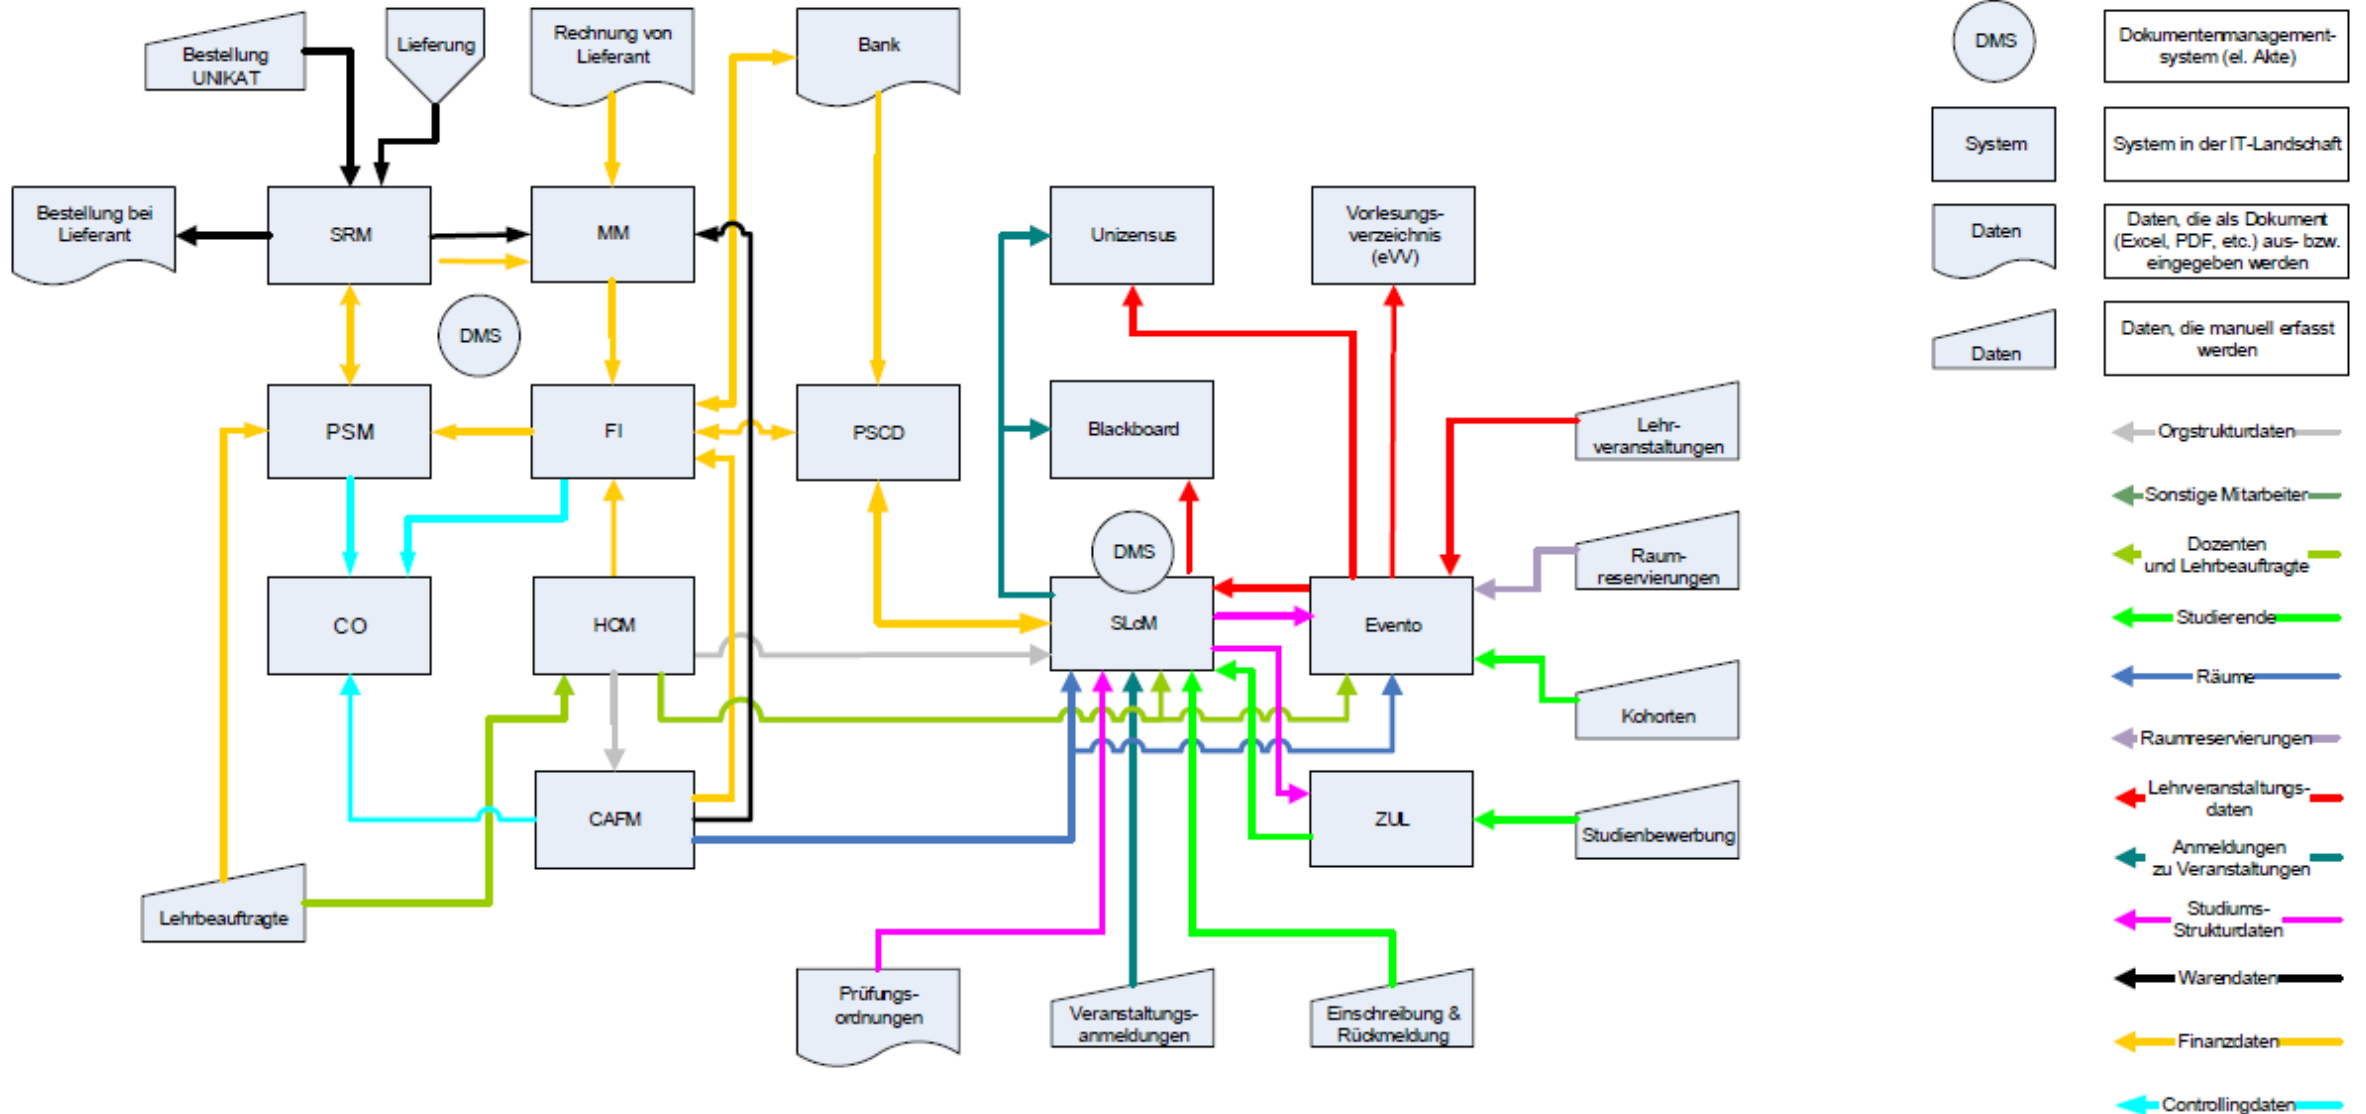 Bestellung
UNIKAT
Lieferung
Rechnung von
Lieferant
Bank
Bestellung bei
Lieferant
SRM
MM
Unizensus
Vorlesungs-
verzeichnis
(eVV)
DMS
PSM
FI
PSCD
Blackboard
Lehr-
veranstaltungen
DMS
Raum-
reservierungen
CO
HCM
SLcM
Evento
Kohorten
CAFM
ZUL
Studienbewerbung
Lehrbeauftragte
Prüfungs-
ordnungen
Veranstaltungs-
anmeldungen
Einschreibung &
Rückmeldung
DMS
Dokumentenmanagement-
system (el. Akte)
System
System in der IT-Landschaft
Daten
Daten, die als Dokument
(Excel, PDF, etc.) aus- bzw.
eingegeben werden
Daten
Daten, die manuell erfasst
werden
Orgstrukturdaten
Sonstige Mitarbeiter
Dozenten
und Lehrbeauftragte
Studierende
Räume
Raumreservierungen
Lehrveranstaltungs-
daten
Anmeldungen
zu Veranstaltungen
Studiums-
Strukturdaten
Warendaten
Finanzdaten
Controllingdaten